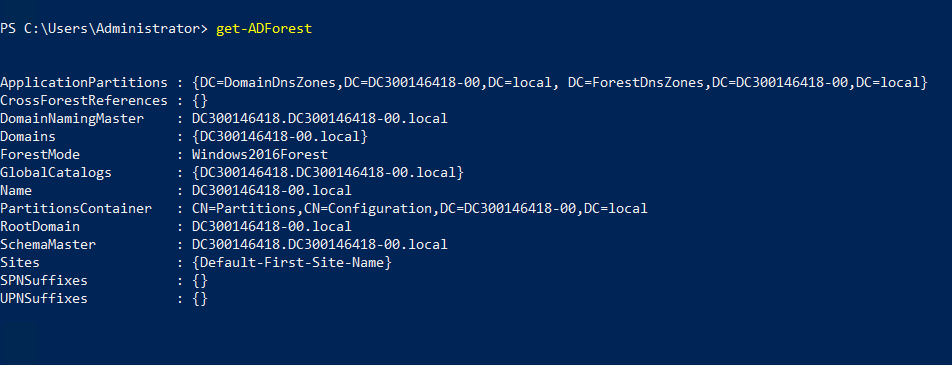 PS C:\Users\Administrator> get-ADForest
ApplicationPartitions : {DC=DomainDnsZones,DC=DC300146418-00,DC=local, DC=ForestDnsZones,DC=DC300146418-00,DC=local}
CrossForestReferences : {}
DomainNamingMaster    : DC300146418.DC300146418-00.local
Domains               : {DC300146418-00.local}
ForestMode            : Windows2016Forest
GlobalCatalogs        : {DC300146418.DC300146418-00.local}
Name                  : DC300146418-00.local
PartitionsContainer   : CN=Partitions,CN=Configuration,DC=DC300146418-00,DC=local
RootDomain            : DC300146418-00.local
SchemaMaster          : DC300146418.DC300146418-00.local
Sites                 : {Default-First-Site-Name}
SPNSuffixes           : {}
UPNSuffixes           : {}